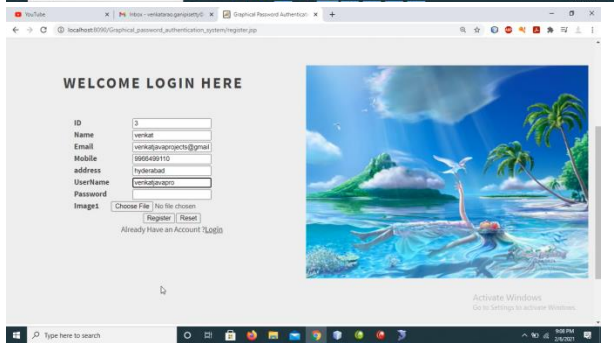 YouTube
Inbox - venkatarao.ganipisetty@
Graphical Password Authenticati
localhost:8090/Graphical_password_authentication_system/register.jsp
WELCOME LOGIN HERE
ID 3
Name venkat
Email venkatjavaprojects@gmail
Mobile 9966499110
address hyderabad
UserName venkatjavapro
Password
Image1 Choose File No file chosen
Register Reset
Already Have an Account ?Login
Activate Windows
Go to Settings to activate Windows.
Type here to search
9:08 PM
2/6/2021